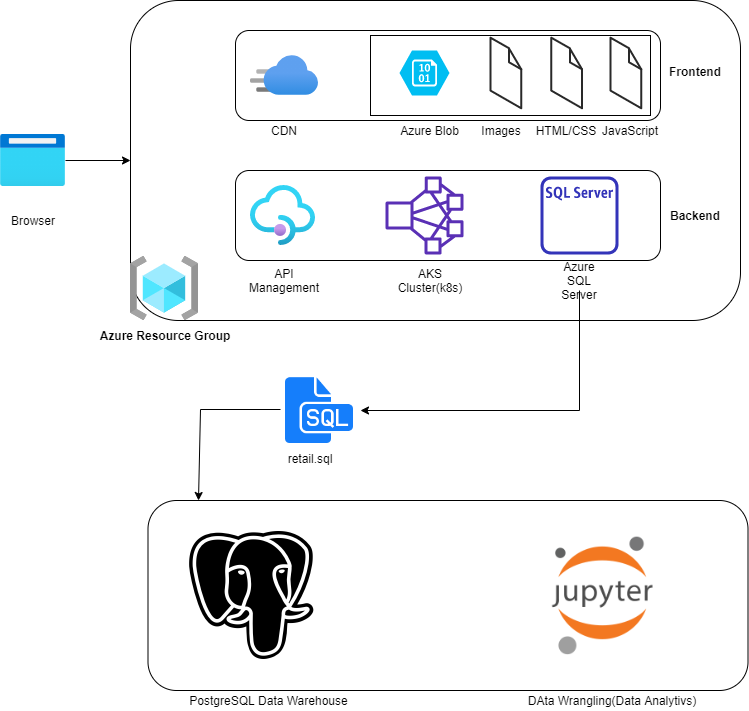 Frontend
10
01
CDN
Azure Blob
Images
HTML/CSS
JavaScript
Browser
SQL Server
Backend
API
Management
AKS
Cluster(k8s)
Azure
SQL
Server
Azure Resource Group
SQL
retail.sql
jupyter
PostgreSQL Data Warehouse
DAta Wrangling(Data Analytivs)